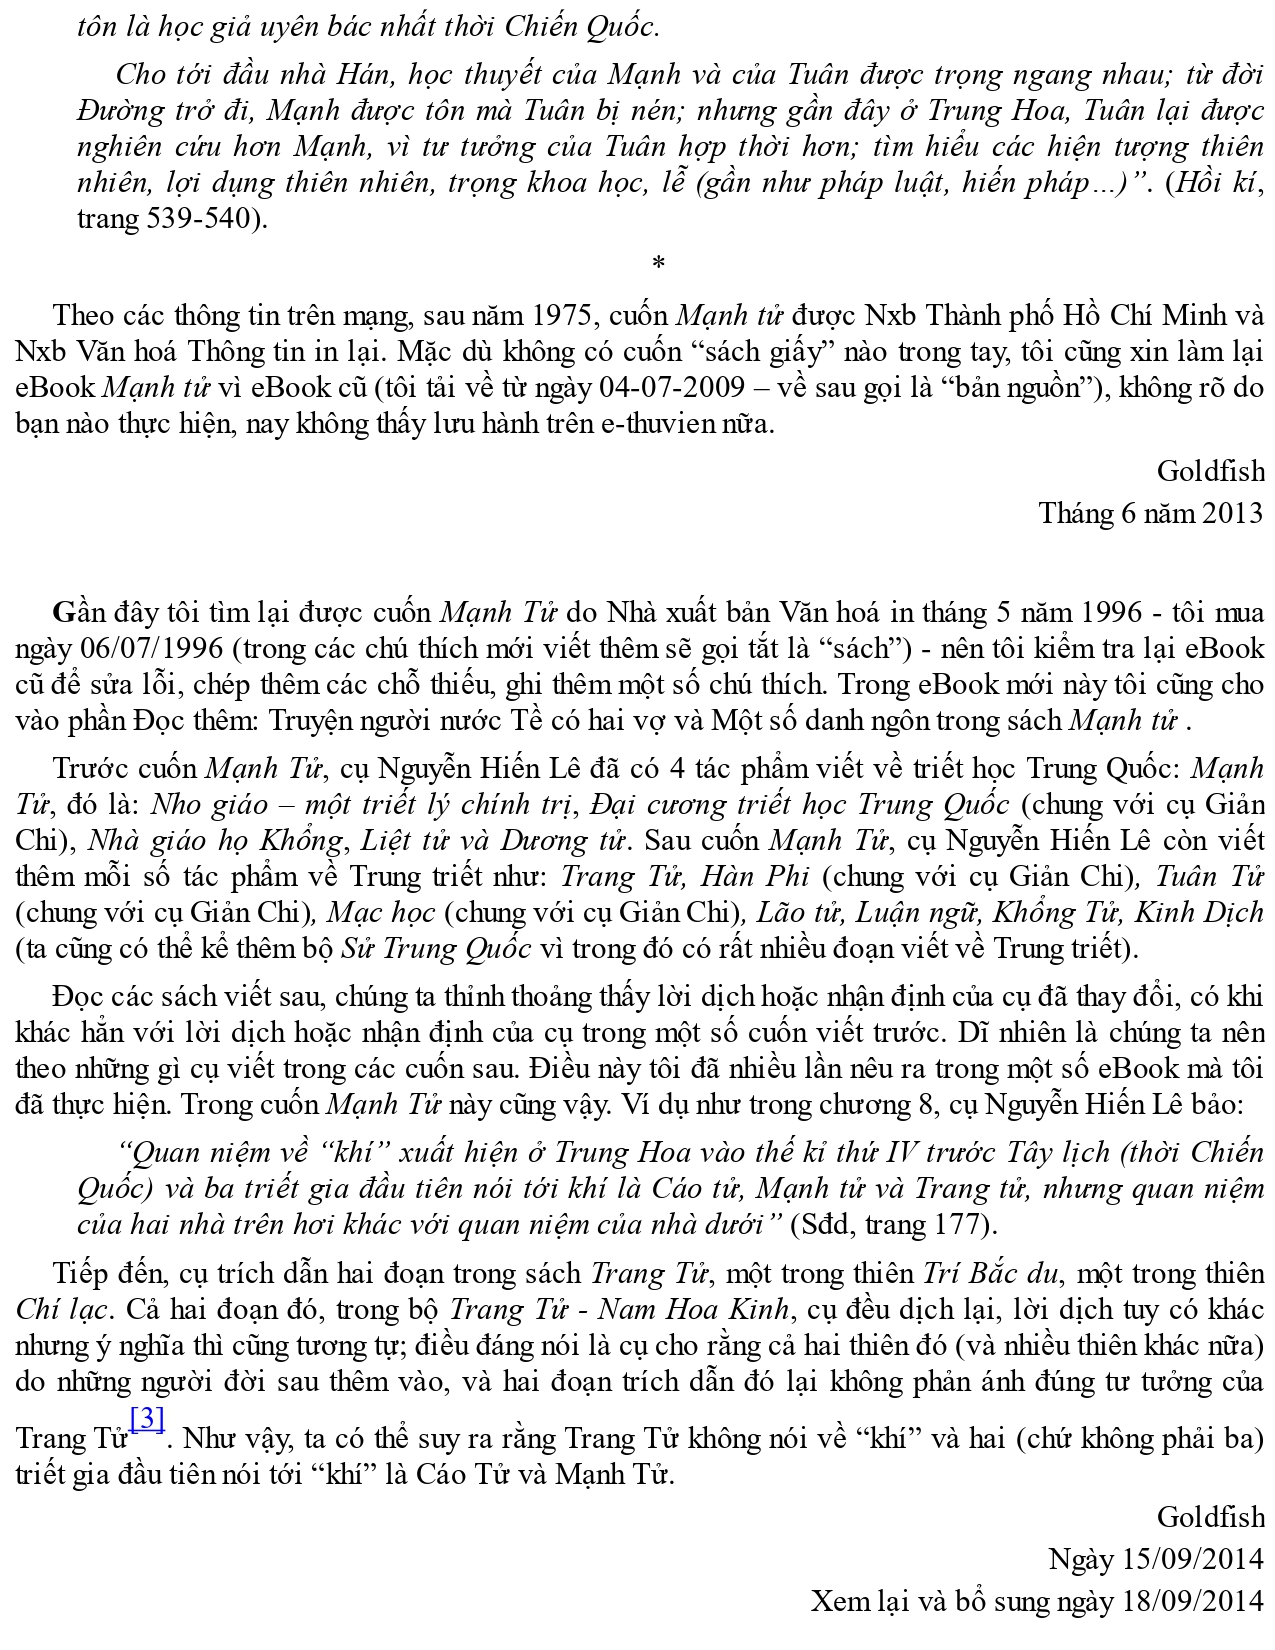 tôn là học giả uyên bác nhất thời Chiến Quốc.
Cho tới đầu nhà Hán, học thuyết của Mạnh và của Tuân được trọng ngang nhau; từ đời
Đường trở đi, Mạnh được tôn mà Tuân bị nén; nhưng gần đây ở Trung Hoa, Tuân lại được
nghiên cứu hơn Mạnh, vì tư tưởng của Tuân hợp thời hơn; tìm hiểu các hiện tượng thiên
nhiên, lợi dụng thiên nhiên, trọng khoa học, lễ (gần như pháp luật, hiến pháp…)”. (Hồi kí,
trang 539-540).
*
Theo các thông tin trên mạng, sau năm 1975, cuốn Mạnh tử được Nxb Thành phố Hồ Chí Minh và
Nxb Văn hoá Thông tin in lại. Mặc dù không có cuốn “sách giấy” nào trong tay, tôi cũng xin làm lại
eBook Mạnh tử vì eBook cũ (tôi tải về từ ngày 04-07-2009 – về sau gọi là “bản nguồn”), không rõ do
bạn nào thực hiện, nay không thấy lưu hành trên e-thuvien nữa.
Goldfish
Tháng 6 năm 2013
Gần đây tôi tìm lại được cuốn Mạnh Tử do Nhà xuất bản Văn hoá in tháng 5 năm 1996 - tôi mua
ngày 06/07/1996 (trong các chú thích mới viết thêm sẽ gọi tắt là “sách”) - nên tôi kiểm tra lại eBook
cũ để sửa lỗi, chép thêm các chỗ thiếu, ghi thêm một số chú thích. Trong eBook mới này tôi cũng cho
vào phần Đọc thêm: Truyện người nước Tề có hai vợ và Một số danh ngôn trong sách Mạnh tử .
Trước cuốn Mạnh Tử, cụ Nguyễn Hiến Lê đã có 4 tác phẩm viết về triết học Trung Quốc: Mạnh
Tử, đó là: Nho giáo – một triết lý chính trị, Đại cương triết học Trung Quốc (chung với cụ Giản
Chi), Nhà giáo họ Khổng, Liệt tử và Dương tử. Sau cuốn Mạnh Tử, cụ Nguyễn Hiến Lê còn viết
thêm mỗi số tác phẩm về Trung triết như: Trang Tử, Hàn Phi (chung với cụ Giản Chi), Tuân Tử
(chung với cụ Giản Chi), Mạc học (chung với cụ Giản Chi), Lão tử, Luận ngữ, Khổng Tử, Kinh Dịch
(ta cũng có thể kể thêm bộ Sử Trung Quốc vì trong đó có rất nhiều đoạn viết về Trung triết).
Đọc các sách viết sau, chúng ta thỉnh thoảng thấy lời dịch hoặc nhận định của cụ đã thay đổi, có khi
khác hẳn với lời dịch hoặc nhận định của cụ trong một số cuốn viết trước. Dĩ nhiên là chúng ta nên
theo những gì cụ viết trong các cuốn sau. Điều này tôi đã nhiều lần nêu ra trong một số eBook mà tôi
đã thực hiện. Trong cuốn Mạnh Tử này cũng vậy. Ví dụ như trong chương 8, cụ Nguyễn Hiến Lê bảo:
“Quan niệm về “khí” xuất hiện ở Trung Hoa vào thế kỉ thứ IV trước Tây lịch (thời Chiến
Quốc) và ba triết gia đầu tiên nói tới khí là Cáo tử, Mạnh tử và Trang tử, nhưng quan niệm
của hai nhà trên hơi khác với quan niệm của nhà dưới” (Sđd, trang 177).
Tiếp đến, cụ trích dẫn hai đoạn trong sách Trang Tử, một trong thiên Trí Bắc du, một trong thiên
Chí lạc. Cả hai đoạn đó, trong bộ Trang Tử - Nam Hoa Kinh, cụ đều dịch lại, lời dịch tuy có khác
nhưng ý nghĩa thì cũng tương tự; điều đáng nói là cụ cho rằng cả hai thiên đó (và nhiều thiên khác nữa)
do những người đời sau thêm vào, và hai đoạn trích dẫn đó lại không phản ánh đúng tư tưởng của
Trang Tử[3]. Như vậy, ta có thể suy ra rằng Trang Tử không nói về “khí” và hai (chứ không phải ba)
triết gia đầu tiên nói tới “khí” là Cáo Tử và Mạnh Tử.
Goldfish
Ngày 15/09/2014
Xem lại và bổ sung ngày 18/09/2014